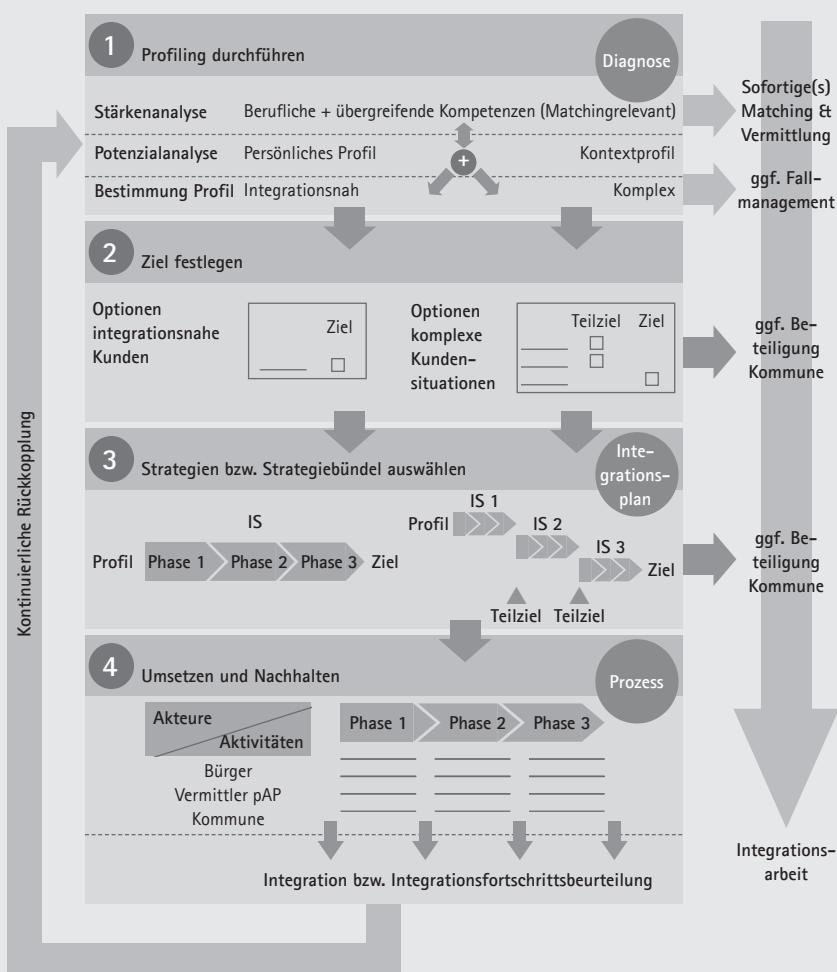 1
Profiling durchführen
Diagnose
Stärkenanalyse
Berufliche + übergreifende Kompetenzen (Matchingrelevant)
Sofortige(s)
Matching &
Vermittlung
Potenzialanalyse
Persönliches Profil
+
Kontextprofil
Bestimmung Profil
Integrationsnah
Komplex
ggf. Fall-
management
2
Ziel festlegen
Optionen
integrationsnahe
Kunden
Ziel
Optionen
komplexe
Kunden-
situationen
Teilziel Ziel
ggf. Be-
teiligung
Kommune
3
Strategien bzw. Strategiebündel auswählen
Inte-
grations-
plan
IS
Profil
Phase 1
Phase 2
Phase 3
Ziel
IS 1
Profil
IS 2
IS 3
Ziel
Teilziel
Teilziel
ggf. Be-
teiligung
Kommune
4
Umsetzen und Nachhalten
Prozess
Akteure
Aktivitäten
Phase 1
Phase 2
Phase 3
Bürger
Vermittler pAP
Kommune
Integration bzw. Integrationsfortschrittsbeurteilung
Integrations-
arbeit
Kontinuierliche Rückkopplung